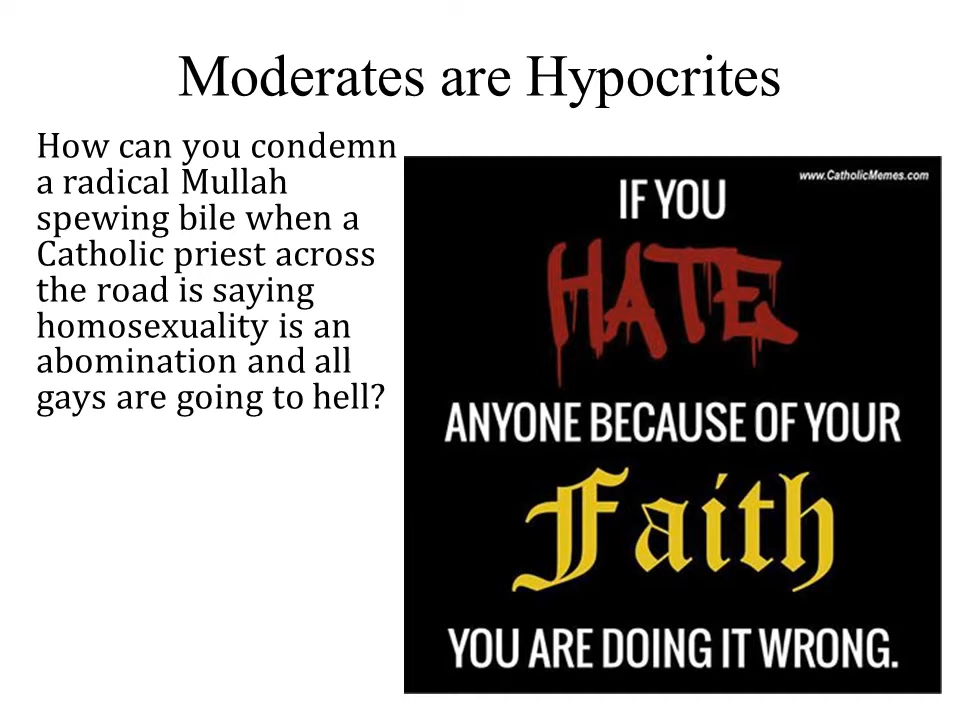 Moderates are Hypocrites
How can you condemn
a radical Mullah
spewing bile when a
Catholic priest across
the road is saying
homosexuality is an
abomination and all
gays are going to hell?
www.CatholicMemes.com
IF YOU
HATE
ANYONE BECAUSE OF YOUR
Faith
YOU ARE DOING IT WRONG.